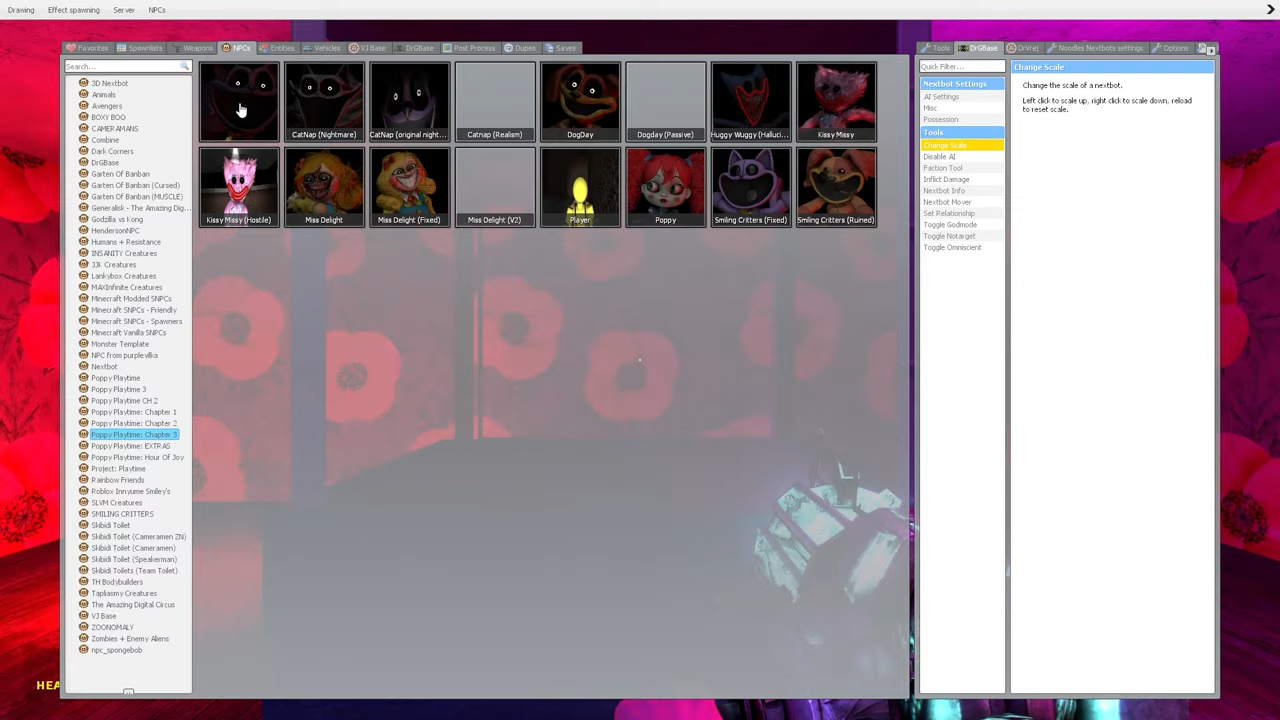 Drawing Effect spawning Server NPCs
Favorites Spawnlists Weapons NPCs Entities Vehicles VJ Base DrGBase Post Process Dupes Saves
Search...
3D Nextbot
Animals
Avengers
BOXY BOO
CAMERAMANS
Combine
Dark Corners
DrGBase
Garten Of Banban
Garten Of Banban (Cursed)
Garten Of Banban (MUSCLE)
Generalisk - The Amazing Dig...
Godzilla vs Kong
HendersonNPC
Humans + Resistance
INSANITY Creatures
JJK Creatures
Lankybox Creatures
MAXInfinite Creatures
Minecraft Modded SNPCs
Minecraft SNPCs - Friendly
Minecraft SNPCs - Spawners
Minecraft Vanilla SNPCs
Monster Template
NPC from purplevilka
Nextbot
Poppy Playtime
Poppy Playtime 3
Poppy Playtime CH 2
Poppy Playtime: Chapter 1
Poppy Playtime: Chapter 2
Poppy Playtime: Chapter 3
Poppy Playtime: EXTRAS
Poppy Playtime: Hour Of Joy
Project: Playtime
Rainbow Friends
Roblox Innyume Smiley's
SLVM Creatures
SMILING CRITTERS
Skibidi Toilet
Skibidi Toilet (Cameramen ZN)
Skibidi Toilet (Cameramen)
Skibidi Toilet (Speakerman)
Skibidi Toilets (Team Toilet)
TH Bodybuilders
Tapliasmy Creatures
The Amazing Digital Circus
VJ Base
ZOONOMALY
Zombies + Enemy Aliens
npc_spongebob
CatNap (Nightmare) CatNap (original night... Catnap (Realism) DogDay Dogday (Passive) Huggy Wuggy (Halluci... Kissy Missy
Kissy Missy (Hostle) Miss Delight Miss Delight (Fixed) Miss Delight (V2) Player Poppy Smiling Critters (Fixed) Smiling Critters (Ruined)
HEA
Tools DrGBase DrVrej Noodles Nextbots settings Options
Quick Filter...
Nextbot Settings
AI Settings
Misc
Possession
Tools
Change Scale
Disable AI
Faction Tool
Inflict Damage
Nextbot Info
Nextbot Mover
Set Relationship
Toggle Godmode
Toggle Notarget
Toggle Omniscient
Change Scale
Change the scale of a nextbot.
Left click to scale up, right click to scale down, reload
to reset scale.